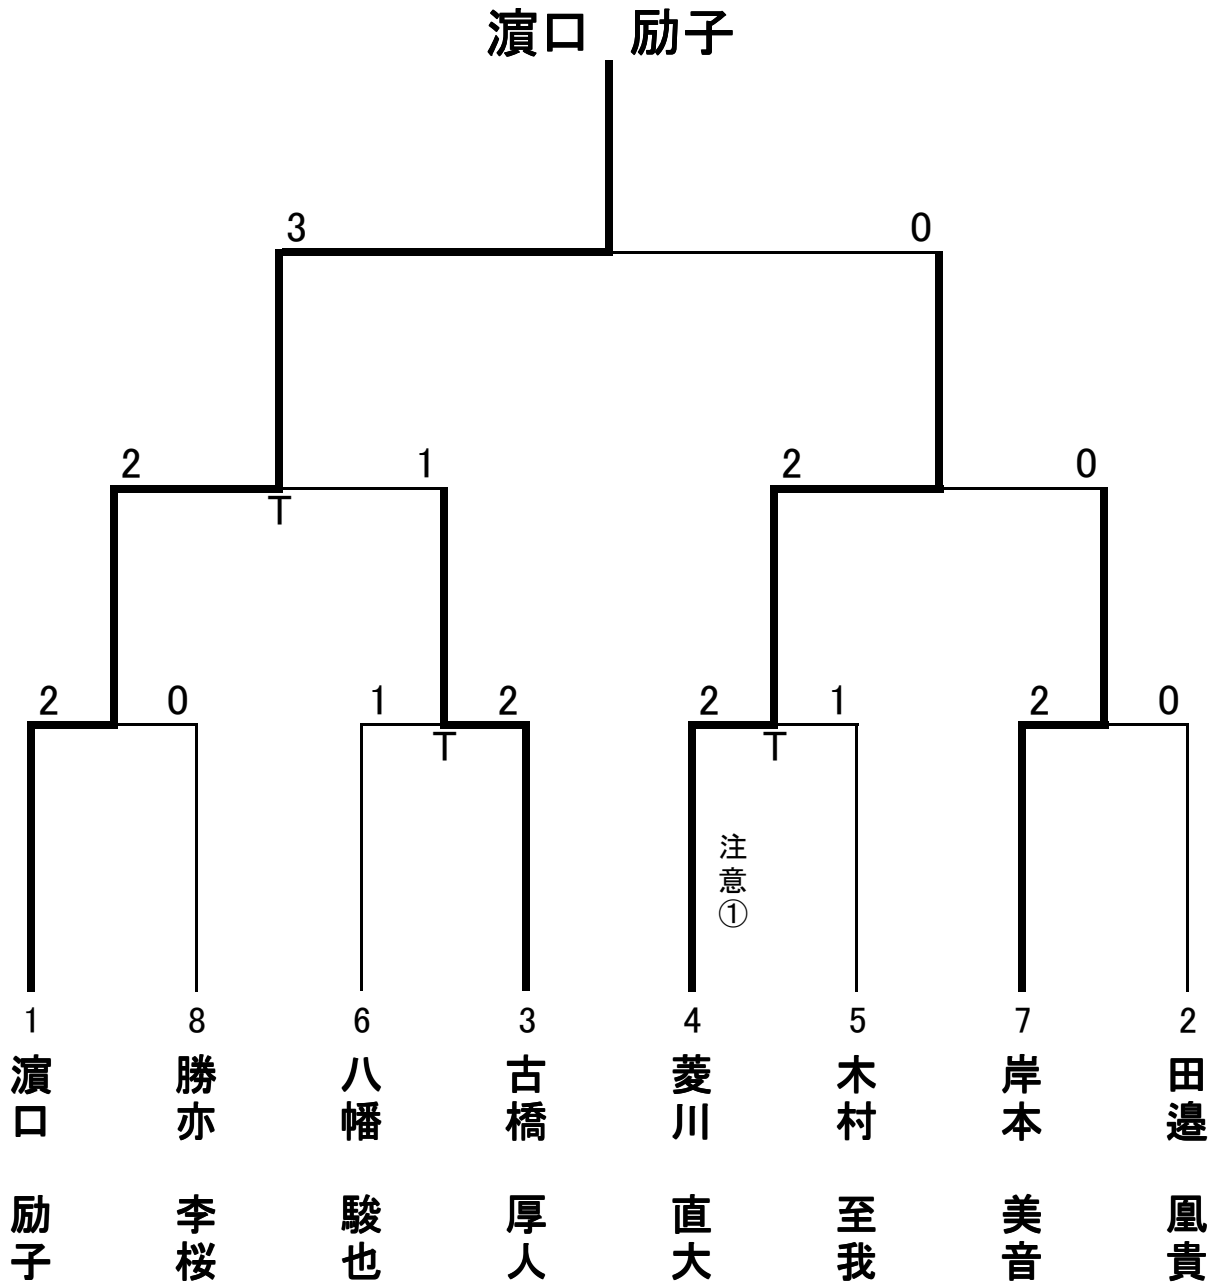 濵口　励子
3 0
2 1 2 0
T
2 0 1 2 2 1 2 0
T T
注意①
1 8 6 3 4 5 7 2
濵口　励子
勝亦　李桜
八幡　駿也
古橋　厚人
菱川　直大
木村　至我
岸本　美音
田邉　凰貴